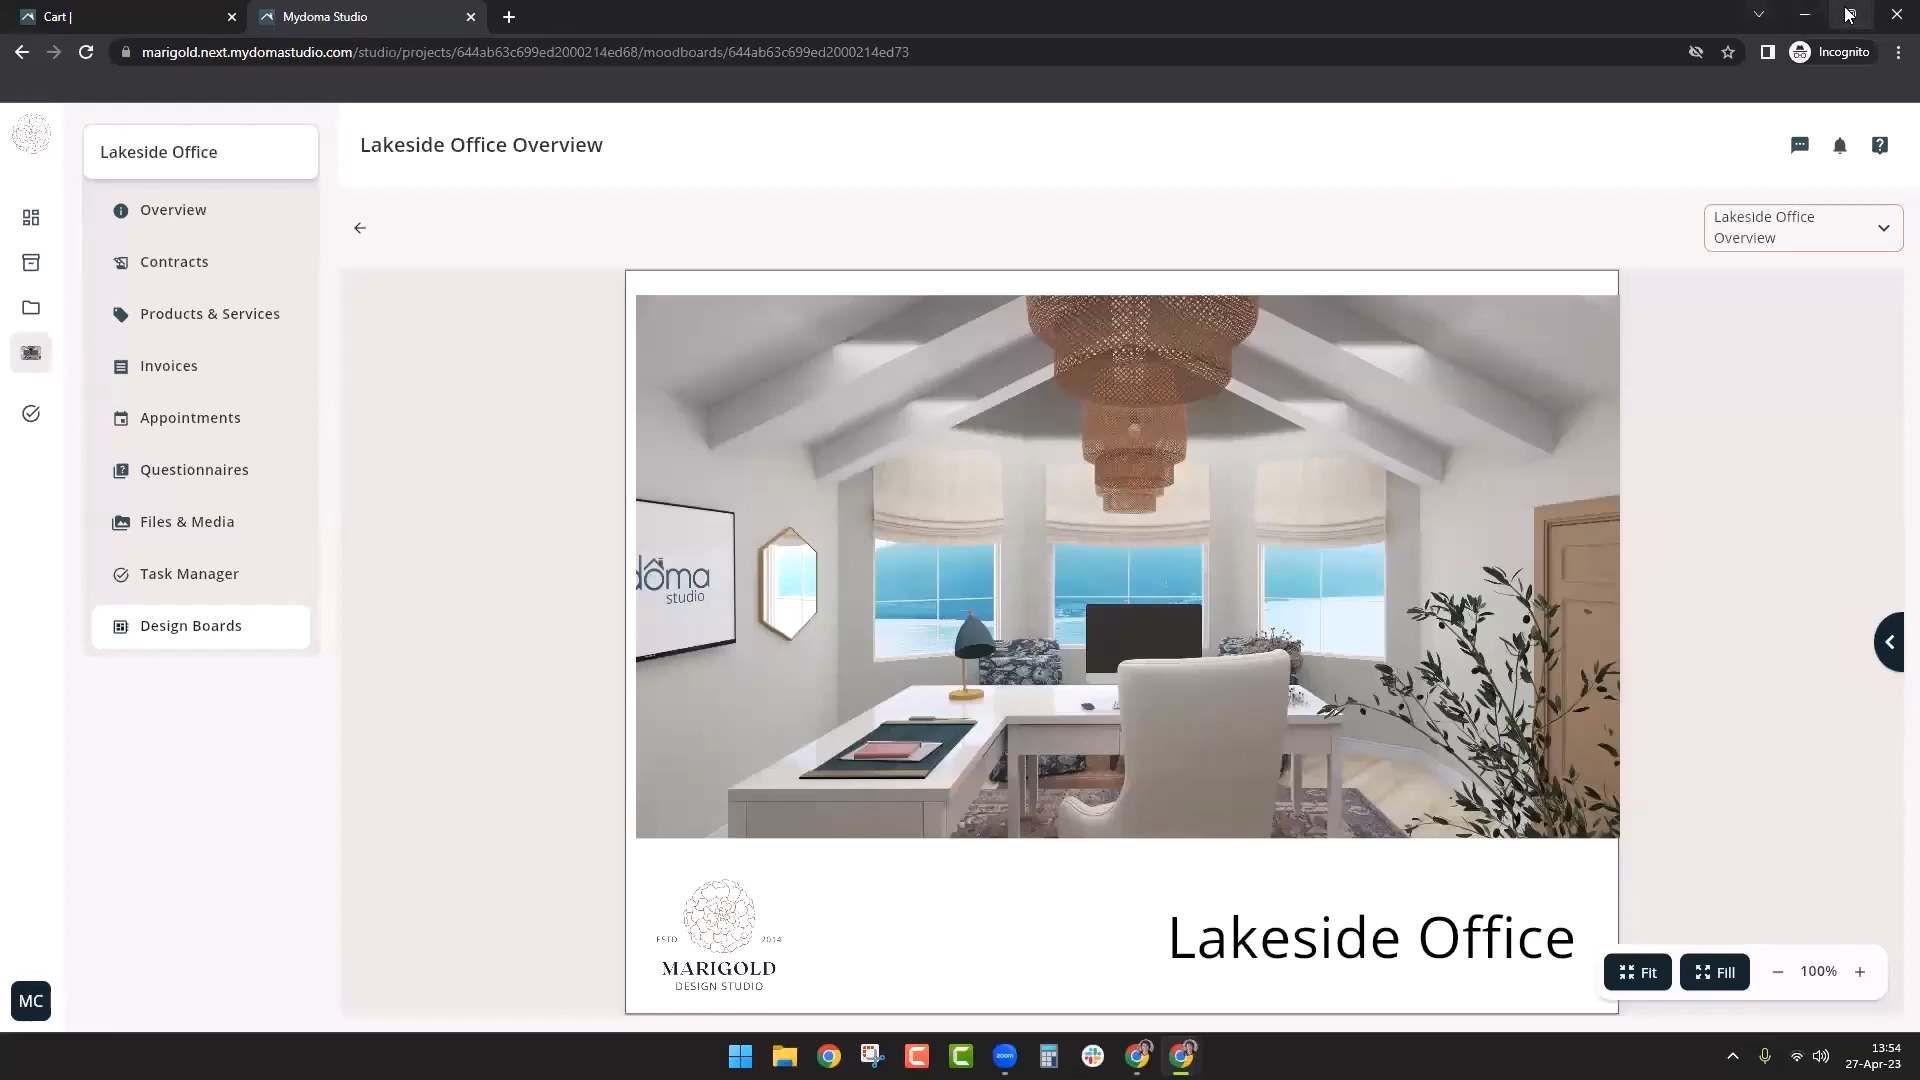 Cart |
Mydoma Studio
marigold.next.mydomastudio.com/studio/projects/644ab63c699ed2000214ed68/moodboards/644ab63c699ed2000214ed73
Incognito
Lakeside Office
Lakeside Office Overview
Overview
Contracts
Products & Services
Invoices
Appointments
Questionnaires
Files & Media
Task Manager
Design Boards
MC
Lakeside Office
Overview
dôma
studio
ESTD 2014
MARIGOLD
DESIGN STUDIO
Lakeside Office
Fit
Fill
100%
zoom
13:54
27-Apr-23